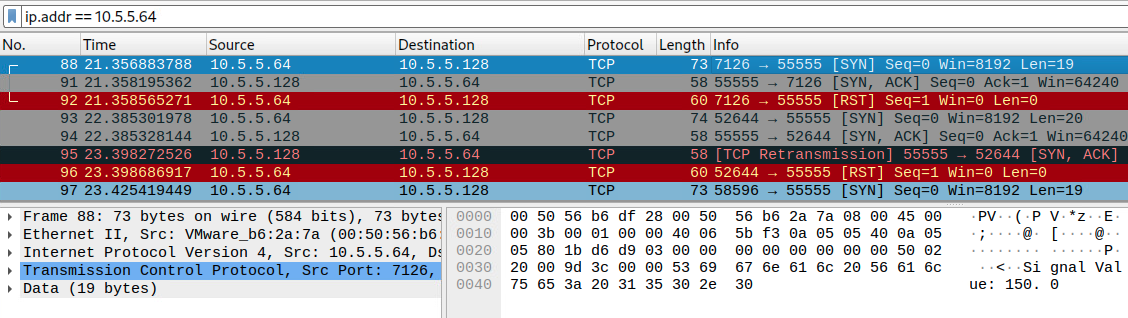 ip.addr == 10.5.5.64
No. Time Source Destination Protocol Length Info
88 21.356883788 10.5.5.64 10.5.5.128 TCP 73 7126 → 55555 [SYN] Seq=0 Win=8192 Len=19
91 21.358195362 10.5.5.128 10.5.5.64 TCP 58 55555 → 7126 [SYN, ACK] Seq=0 Ack=1 Win=64240
92 21.358565271 10.5.5.64 10.5.5.128 TCP 60 7126 → 55555 [RST] Seq=1 Win=0 Len=0
93 22.385301978 10.5.5.64 10.5.5.128 TCP 74 52644 → 55555 [SYN] Seq=0 Win=8192 Len=20
94 22.385328144 10.5.5.128 10.5.5.64 TCP 58 55555 → 52644 [SYN, ACK] Seq=0 Ack=1 Win=64240
95 23.398272526 10.5.5.128 10.5.5.64 TCP 58 [TCP Retransmission] 55555 → 52644 [SYN, ACK]
96 23.398686917 10.5.5.64 10.5.5.128 TCP 60 52644 → 55555 [RST] Seq=1 Win=0 Len=0
97 23.425419449 10.5.5.64 10.5.5.128 TCP 73 58596 → 55555 [SYN] Seq=0 Win=8192 Len=19
Frame 88: 73 bytes on wire (584 bits), 73 byte
Ethernet II, Src: VMware_b6:2a:7a (00:50:56:b6
Internet Protocol Version 4, Src: 10.5.5.64, Ds
Transmission Control Protocol, Src Port: 7126,
Data (19 bytes)
0000 00 50 56 b6 df 28 00 50 56 b6 2a 7a 08 00 45 00 ·PV··(·P V·*z··E·
0010 00 3b 00 01 00 00 40 06 5b f3 0a 05 05 40 0a 05 ·;····@· [····@··
0020 05 80 1b d6 d9 03 00 00 00 00 00 00 00 00 50 02 ········ ······P·
0030 20 00 9d 3c 00 00 53 69 67 6e 61 6c 20 56 61 6c ··<··Si gnal Val
0040 75 65 3a 20 31 35 30 2e 30 ue: 150. 0